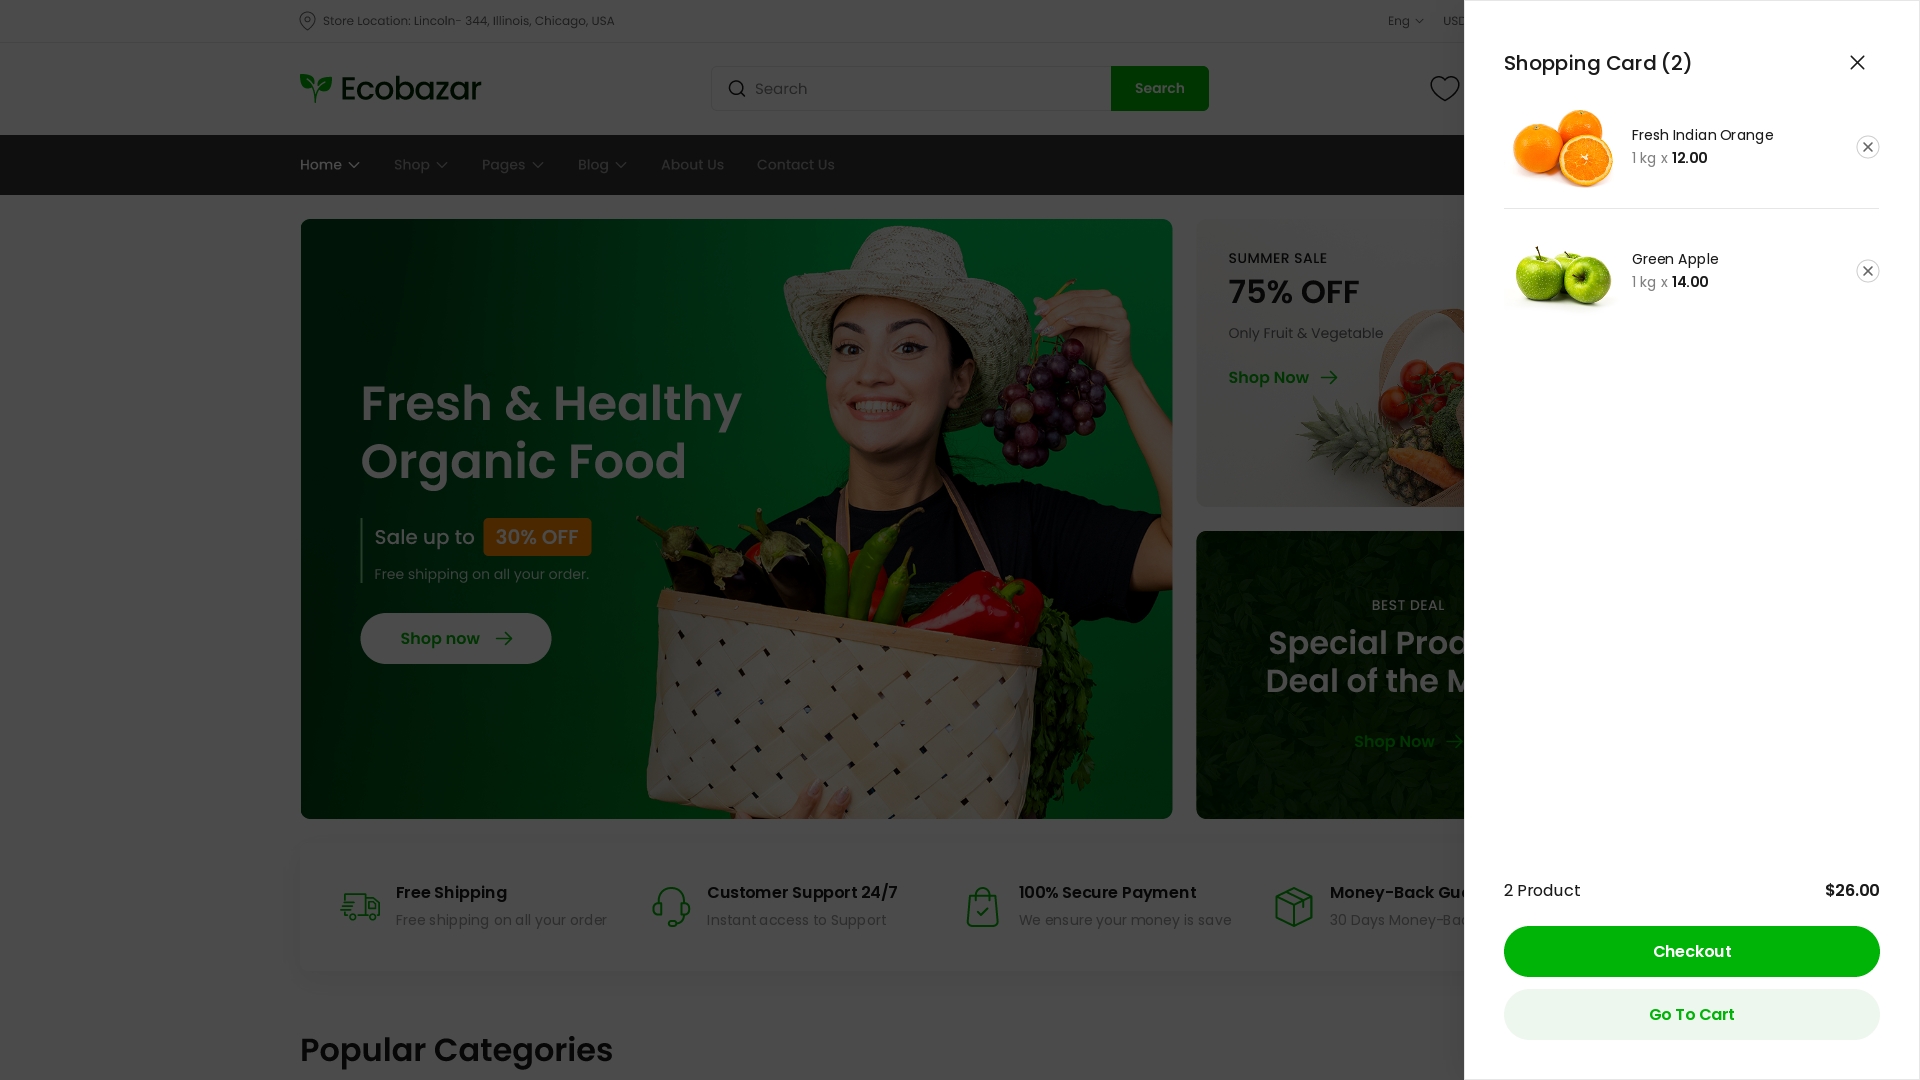 Store Location: Lincoln- 344, Illinois, Chicago, USA
Eng
USD
Ecobazar
Search
Search
Home
Shop
Pages
Blog
About Us
Contact Us
Fresh & Healthy
Organic Food
Sale up to 30% OFF
Free shipping on all your order.
Shop now
SUMMER SALE
75% OFF
Only Fruit & Vegetable
Shop Now
BEST DEAL
Special Prod
Deal of the M
Shop Now
Free Shipping
Free shipping on all your order
Customer Support 24/7
Instant access to Support
100% Secure Payment
We ensure your money is save
Money-Back Gua
30 Days Money-Bac
Popular Categories
Shopping Card (2)
Fresh Indian Orange
1 kg x 12.00
Green Apple
1 kg x 14.00
2 Product
$26.00
Checkout
Go To Cart